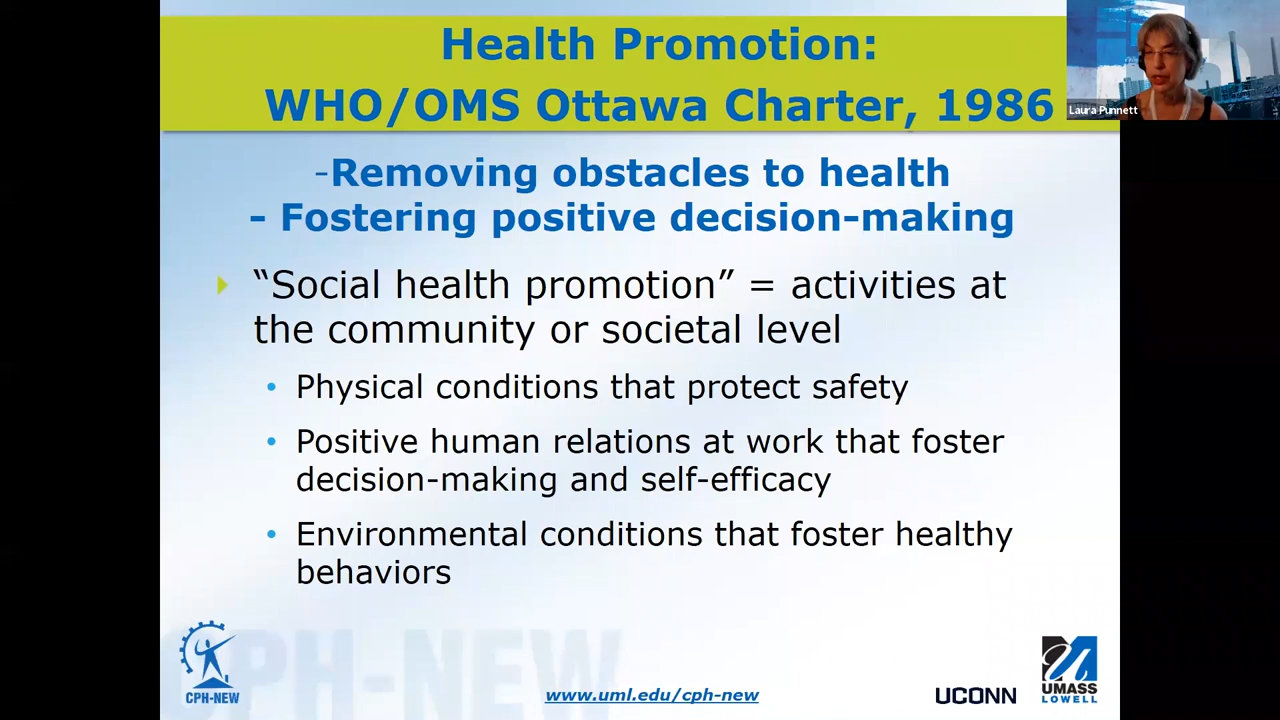 Health Promotion:
WHO/OMS Ottawa Charter, 1986
Laura Punnett
-Removing obstacles to health
- Fostering positive decision-making
“Social health promotion” = activities at
the community or societal level
• Physical conditions that protect safety
• Positive human relations at work that foster
decision-making and self-efficacy
• Environmental conditions that foster healthy
behaviors
CPH-NEW
CPH-NEW
www.uml.edu/cph-new
UCONN
UMASS
LOWELL